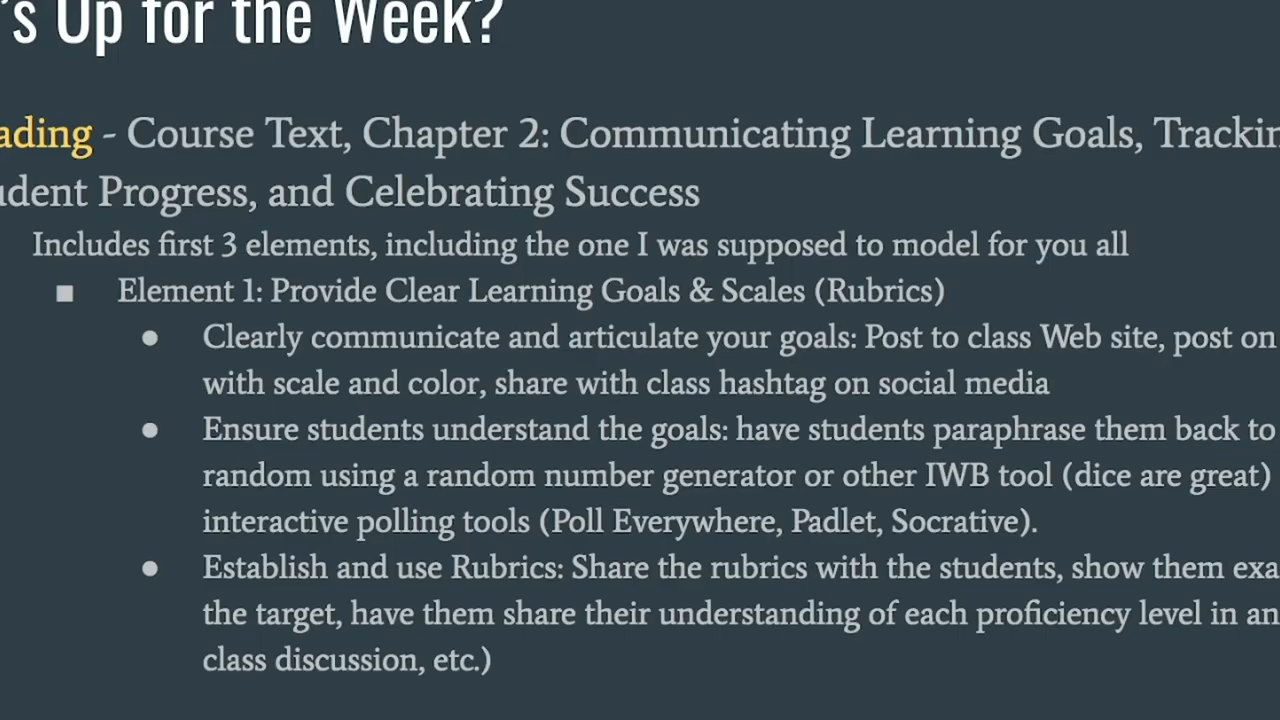 's Up for the Week?
ading - Course Text, Chapter 2: Communicating Learning Goals, Trackin
udent Progress, and Celebrating Success
Includes first 3 elements, including the one I was supposed to model for you all
■ Element 1: Provide Clear Learning Goals & Scales (Rubrics)
● Clearly communicate and articulate your goals: Post to class Web site, post on
with scale and color, share with class hashtag on social media
● Ensure students understand the goals: have students paraphrase them back to
random using a random number generator or other IWB tool (dice are great)
interactive polling tools (Poll Everywhere, Padlet, Socrative).
● Establish and use Rubrics: Share the rubrics with the students, show them exa
the target, have them share their understanding of each proficiency level in an
class discussion, etc.)